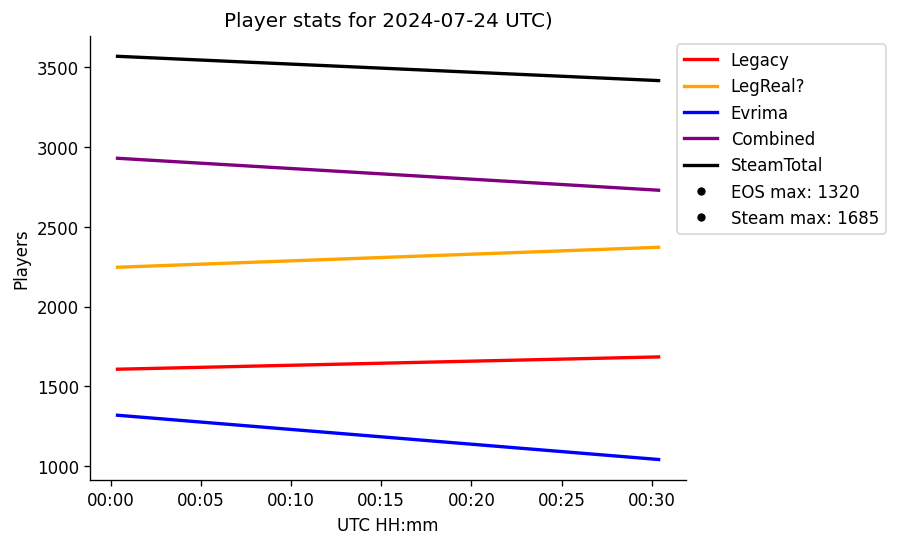 Player stats for 2024-07-24 UTC)
Legacy
LegReal?
Evrima
Combined
SteamTotal
EOS max: 1320
Steam max: 1685
Players
3500
3000
2500
2000
1500
1000
00:00 00:05 00:10 00:15 00:20 00:25 00:30
UTC HH:mm